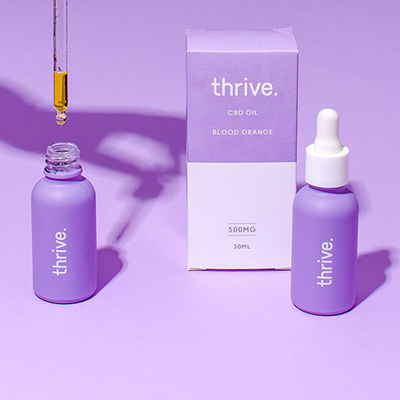 thrive.
CBD OIL
BLOOD ORANGE
500MG
30ML
thrive.
thrive.